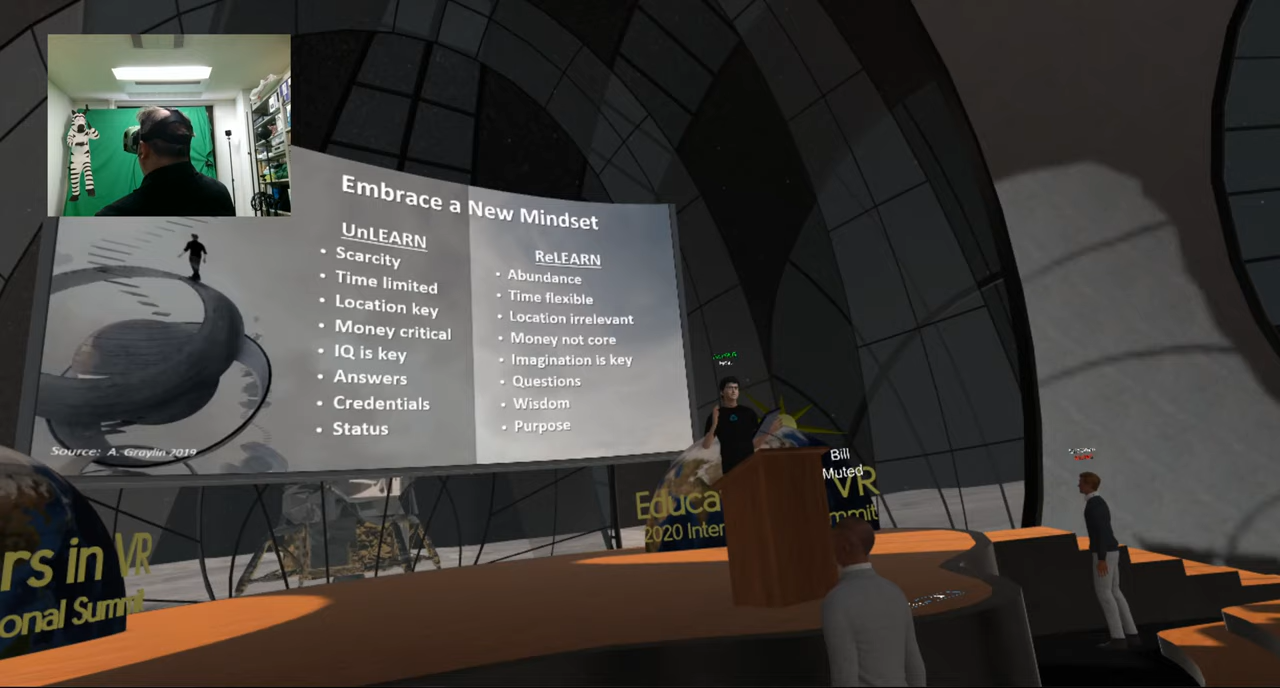 Embrace a New Mindset
UnLEARN
• Scarcity
• Time limited
• Location key
• Money critical
• IQ is key
• Answers
• Credentials
• Status
ReLEARN
• Abundance
• Time flexible
• Location irrelevant
• Money not core
• Imagination is key
• Questions
• Wisdom
• Purpose
Source: A. Graylin 2019
Bill
Muted
Educa VR
2020 Inter mmit
rs in VR
onal Summit